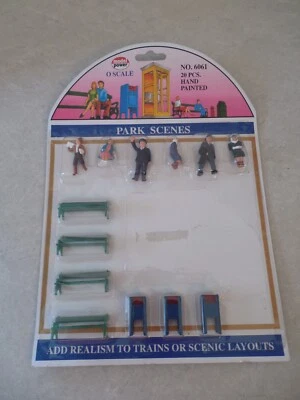 O SCALE
NO. 6061
20 PCS.
HAND
PAINTED
PARK SCENES
ADD REALISM TO TRAINS OR SCENIC LAYOUTS